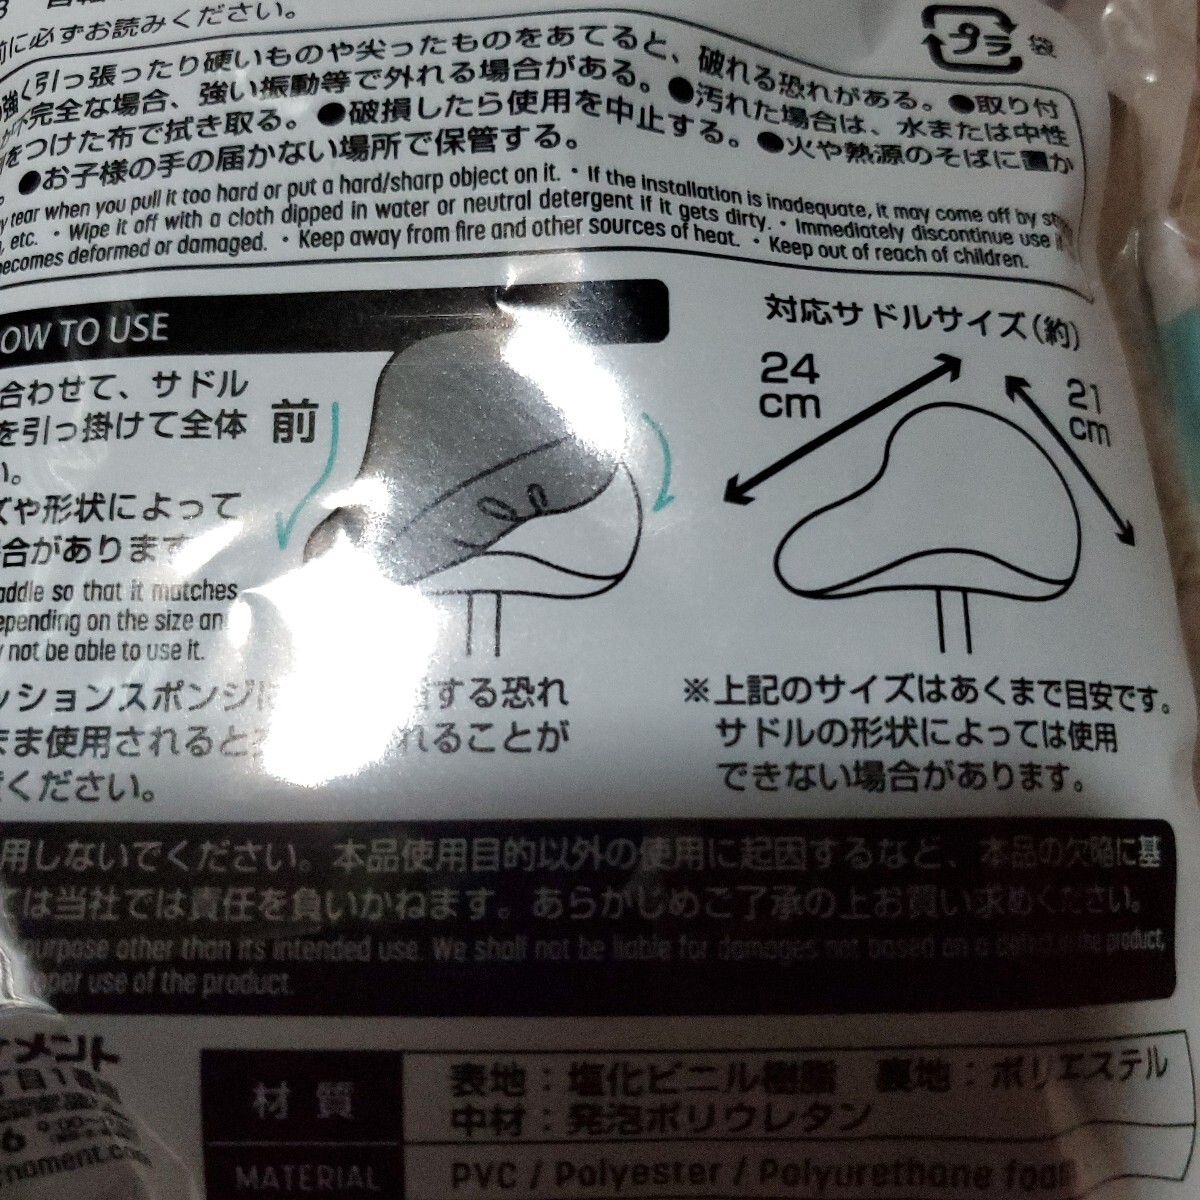 前に必ずお読みください。
プラ 袋
強く引っ張ったり硬いものや尖ったものをあてると、破れる恐れがある。●取り付
不完全な場合、強い振動等で外れる場合がある。●汚れた場合は、水または中性
をつけた布で拭き取る。●破損したら使用を中止する。●火や熱源のそばに置か
●お子様の手の届かない場所で保管する。
tear when you pull it too hard or put a hard/sharp object on it. ・ If the installation is inadequate, it may come off by
etc. ・ Wipe it off with a cloth dipped in water or neutral detergent if it gets dirty. ・ Immediately discontinue use
becomes deformed or damaged. ・ Keep away from fire and other sources of heat. ・ Keep out of reach of children.
OW TO USE
合わせて、サドル
を引っ掛けて全体
い。
ズや形状によって
合があります
addle so that it matches
epending on the size an
not be able to use it.
前
対応サドルサイズ(約)
24
cm
21
cm
ッションスポンジに する恐れ
まま使用されると れることが
ください。
※上記のサイズはあくまで目安です。
サドルの形状によっては使用
できない場合があります。
用しないでください。本品使用目的以外の使用に起因するなど、本品の欠陥に基
ては当社では責任を負いかねます。あらかじめご了承の上お買い求めください。
purpose other than its intended use. We shall not be liable for damages not based on a defect in the product,
oper use of the product.
メント
材質
表地：塩化ビニル樹脂 裏地：ポリエステル
中材：発泡ポリウレタン
MATERIAL
PVC / Polyester / Polyurethane foam